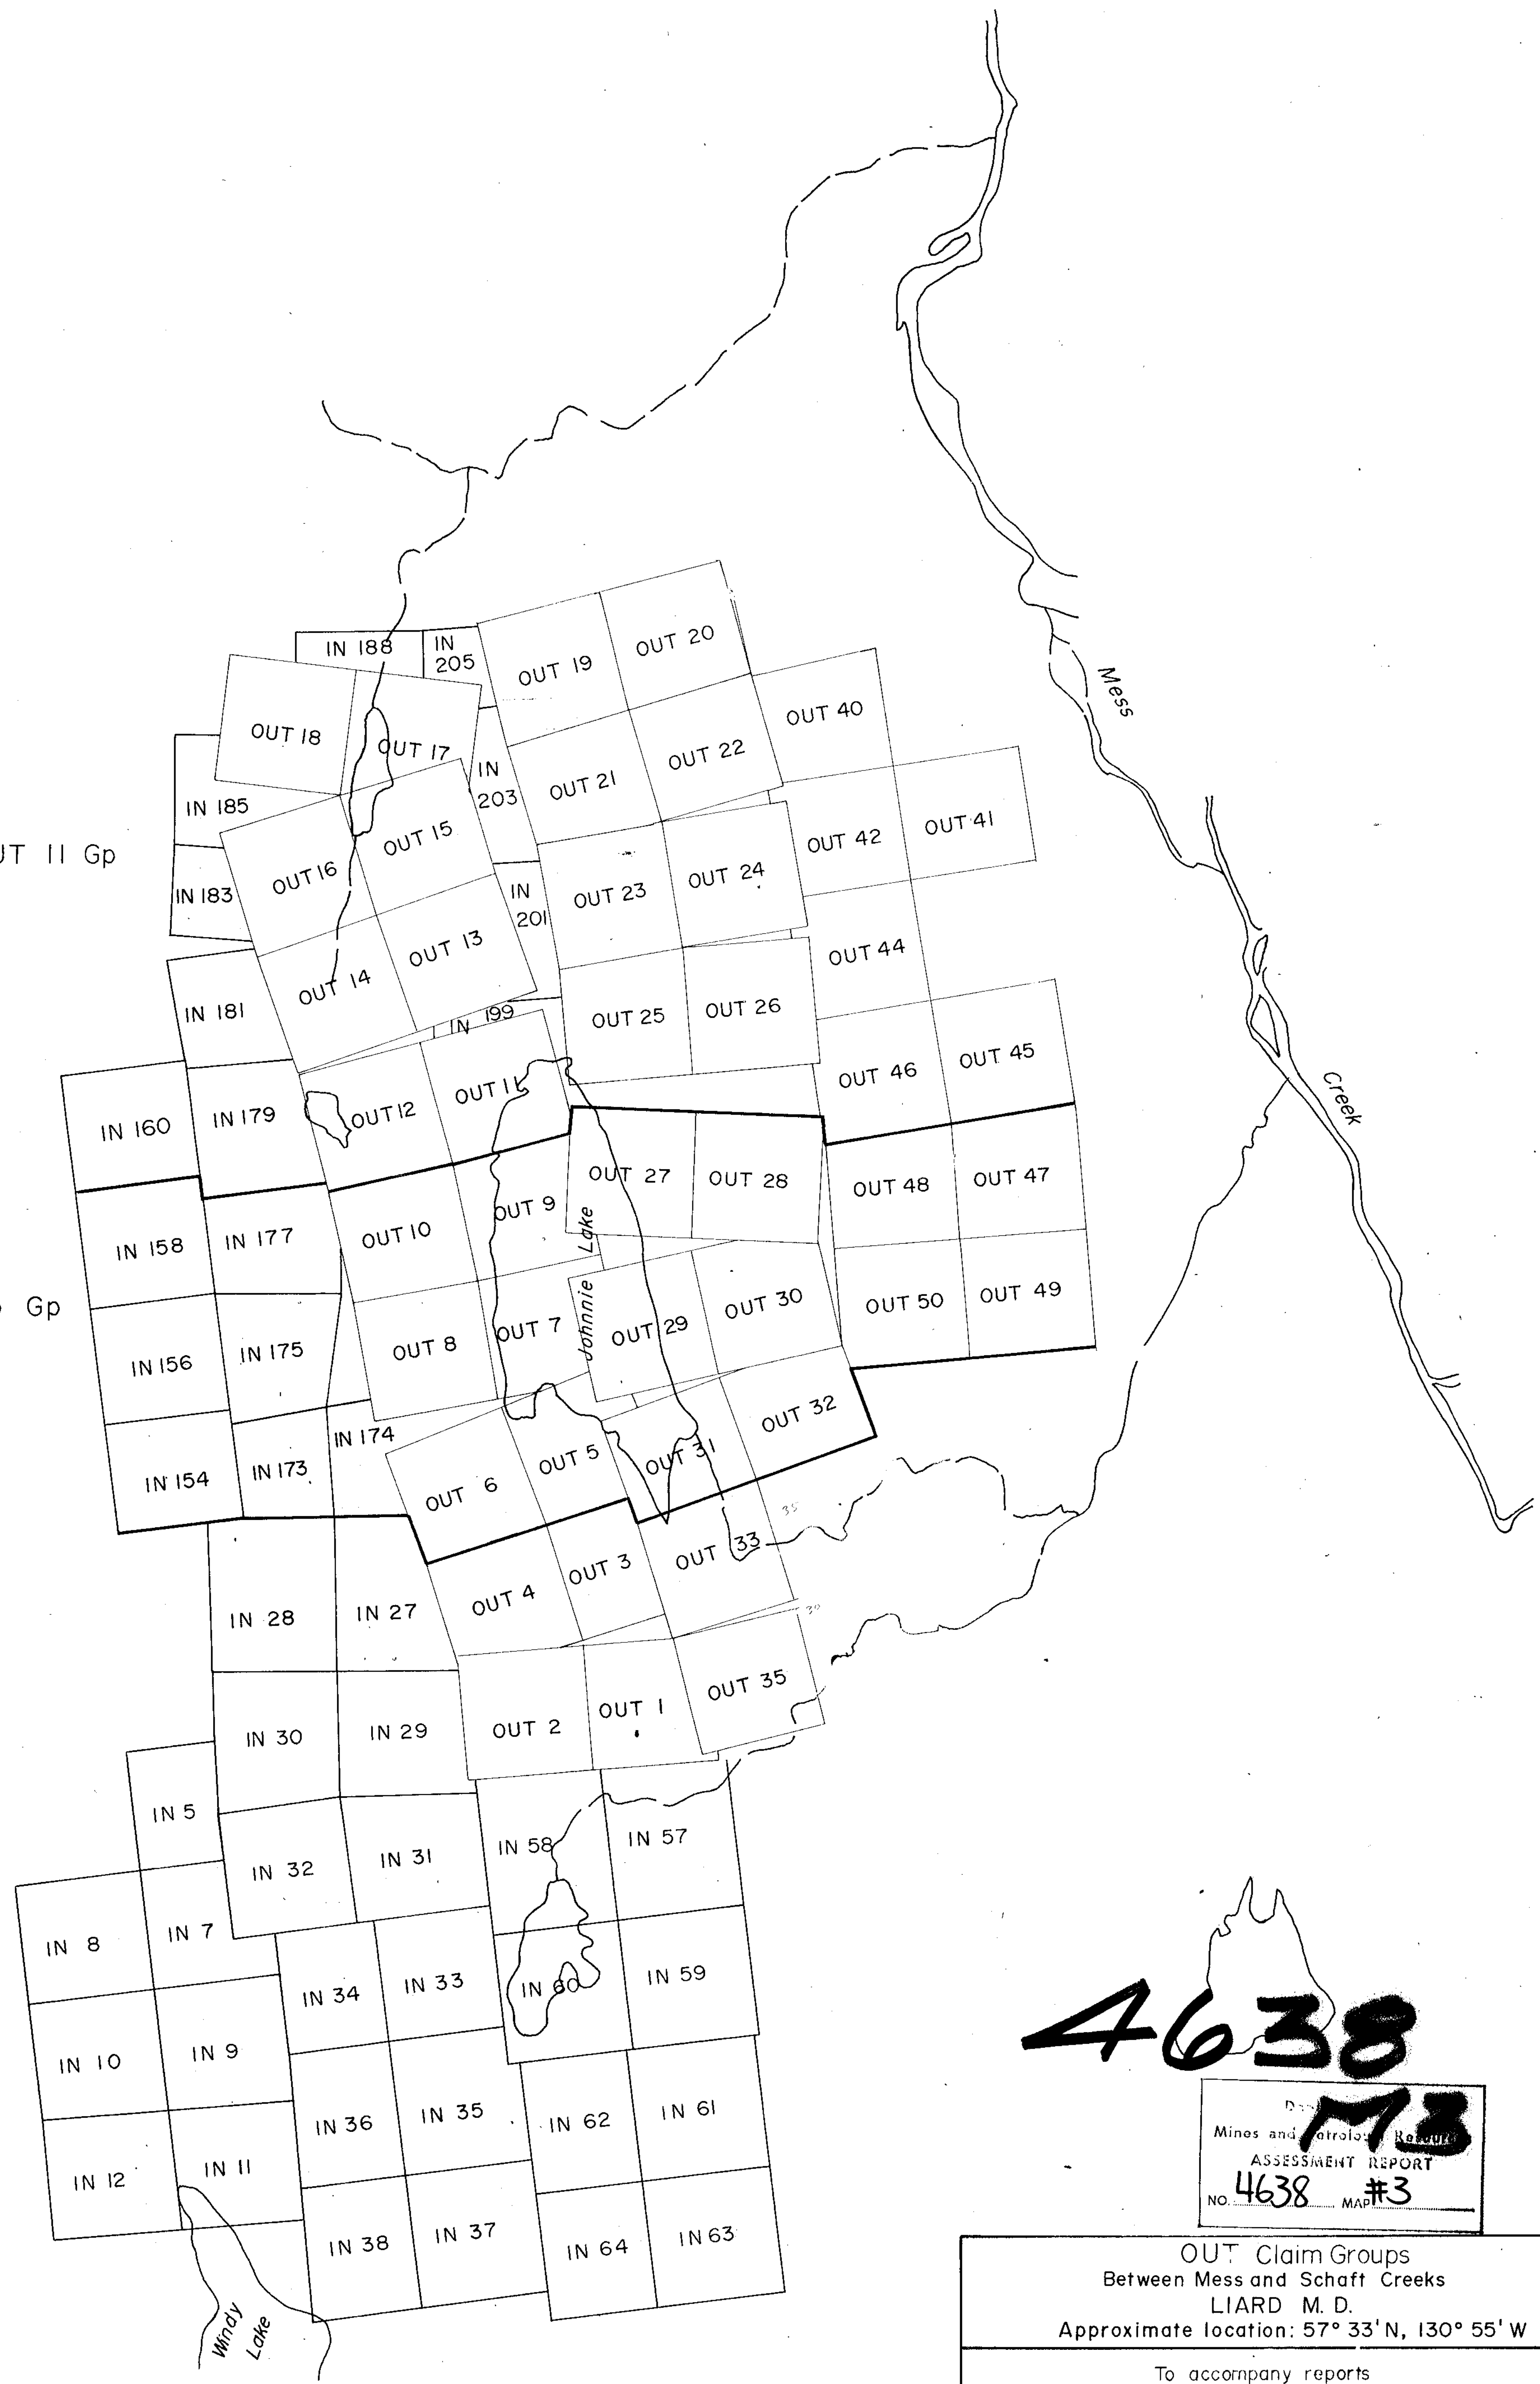 Mess
OUT 20
IN 188
IN
205
OUT 19
OUT 18
OUT 17
OUT 40
OUT 22
IN
203
OUT 21
IN 185
OUT 15
OUT 42
OUT 41
UT 11 Gp
OUT 16
OUT 24
IN 183
IN
201
OUT 23
OUT 13
OUT 44
OUT 14
IN 181
IN 199
OUT 25
OUT 26
OUT 45
OUT 46
OUT 11
Creek
IN 160
IN 179
OUT 12
OUT 27
OUT 28
OUT 48
OUT 47
OUT 9
IN 158
IN 177
OUT 10
Johnnie Lake
Gp
OUT 30
OUT 50
OUT 49
IN 156
IN 175
OUT 8
OUT 7
OUT 29
OUT 32
IN 174
IN 154
IN 173
OUT 6
OUT 5
OUT 31
35
OUT 33
IN 28
IN 27
OUT 4
OUT 3
IN 30
IN 29
OUT 2
OUT 1
OUT 35
IN 5
IN 32
IN 31
IN 58
IN 57
IN 8
IN 7
IN 34
IN 33
IN 60
IN 59
IN 10
IN 9
IN 36
IN 35
IN 62
IN 61
IN 12
IN 11
IN 38
IN 37
IN 64
IN 63
Windy
Lake
4638
M3
Mines and
ASSESSMENT REPORT
NO. 4638 MAP #3
OUT Claim Groups
Between Mess and Schaft Creeks
LIARD M. D.
Approximate location: 57° 33' N, 130° 55' W
To accompany reports